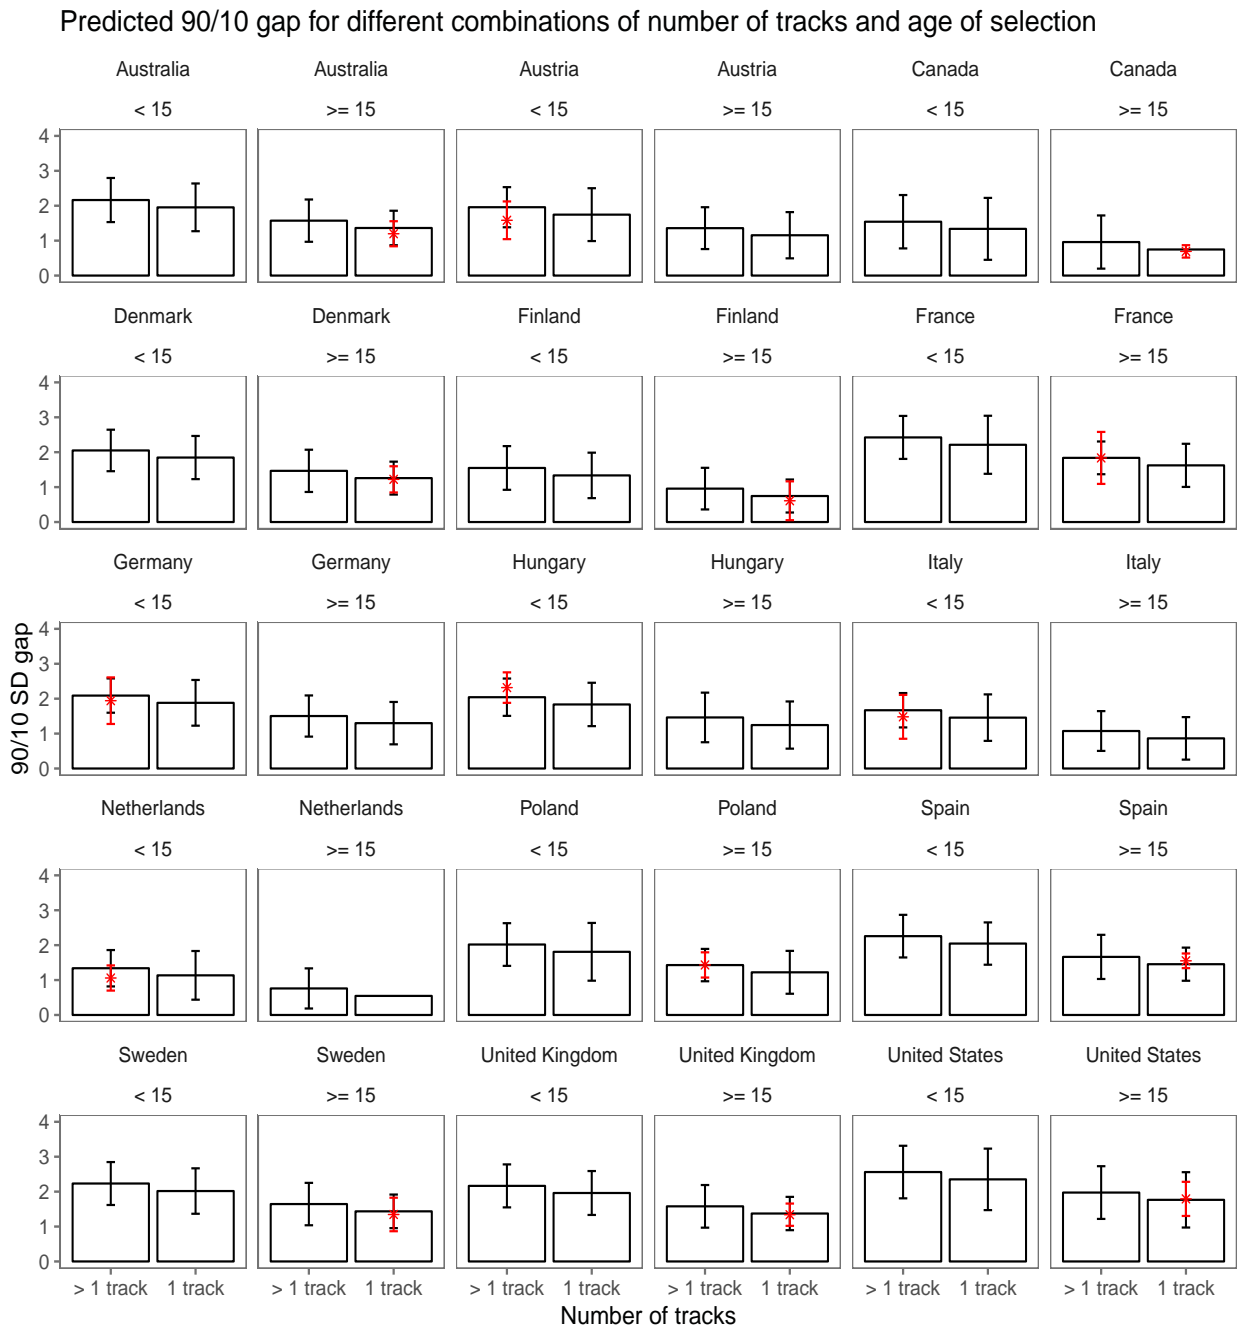 Predicted 90/10 gap for different combinations of number of tracks and age of selection
Australia Australia Austria Austria Canada Canada
< 15 >= 15 < 15 >= 15 < 15 >= 15
4
3
2
1
0
Denmark Denmark Finland Finland France France
< 15 >= 15 < 15 >= 15 < 15 >= 15
4
3
2
1
0
Germany Germany Hungary Hungary Italy Italy
< 15 >= 15 < 15 >= 15 < 15 >= 15
90/10 SD gap
4
3
2
1
0
Netherlands Netherlands Poland Poland Spain Spain
< 15 >= 15 < 15 >= 15 < 15 >= 15
4
3
2
1
0
Sweden Sweden United Kingdom United Kingdom United States United States
< 15 >= 15 < 15 >= 15 < 15 >= 15
4
3
2
1
0
> 1 track 1 track > 1 track 1 track > 1 track 1 track > 1 track 1 track > 1 track 1 track > 1 track 1 track
Number of tracks